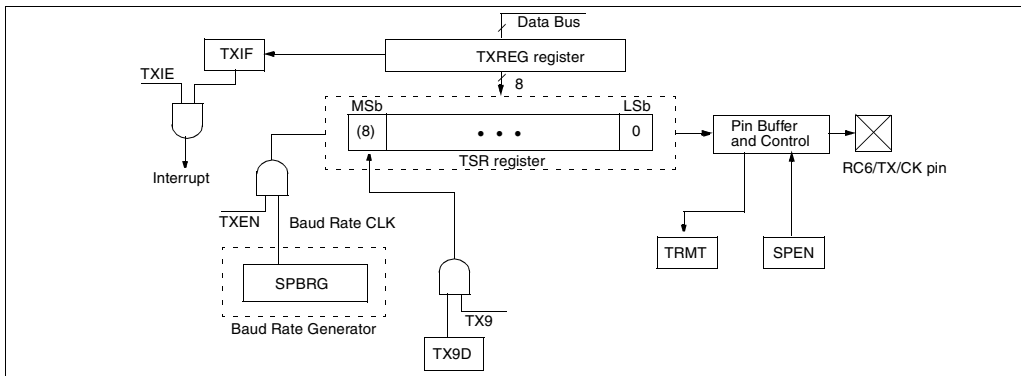 Data Bus
TXIF
TXREG register
TXIE
8
MSb
LSb
(8)
• • •
0
Pin Buffer
and Control
TSR register
Interrupt
RC6/TX/CK pin
TXEN
Baud Rate CLK
TRMT
SPEN
SPBRG
TX9
Baud Rate Generator
TX9D